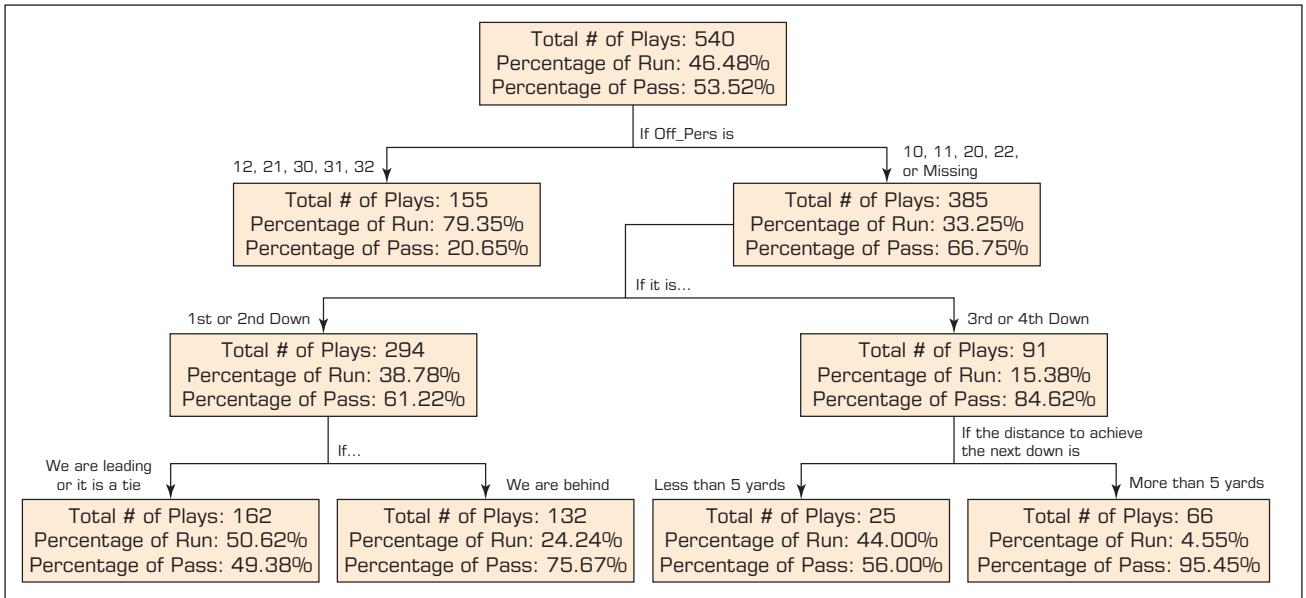 Total # of Plays: 540
Percentage of Run: 46.48%
Percentage of Pass: 53.52%
If Off_Pers is
12, 21, 30, 31, 32
10, 11, 20, 22,
or Missing
Total # of Plays: 155
Percentage of Run: 79.35%
Percentage of Pass: 20.65%
Total # of Plays: 385
Percentage of Run: 33.25%
Percentage of Pass: 66.75%
If it is...
1st or 2nd Down
3rd or 4th Down
Total # of Plays: 294
Percentage of Run: 38.78%
Percentage of Pass: 61.22%
Total # of Plays: 91
Percentage of Run: 15.38%
Percentage of Pass: 84.62%
If...
If the distance to achieve
the next down is
We are leading
or it is a tie
We are behind
Less than 5 yards
More than 5 yards
Total # of Plays: 162
Percentage of Run: 50.62%
Percentage of Pass: 49.38%
Total # of Plays: 132
Percentage of Run: 24.24%
Percentage of Pass: 75.67%
Total # of Plays: 25
Percentage of Run: 44.00%
Percentage of Pass: 56.00%
Total # of Plays: 66
Percentage of Run: 4.55%
Percentage of Pass: 95.45%